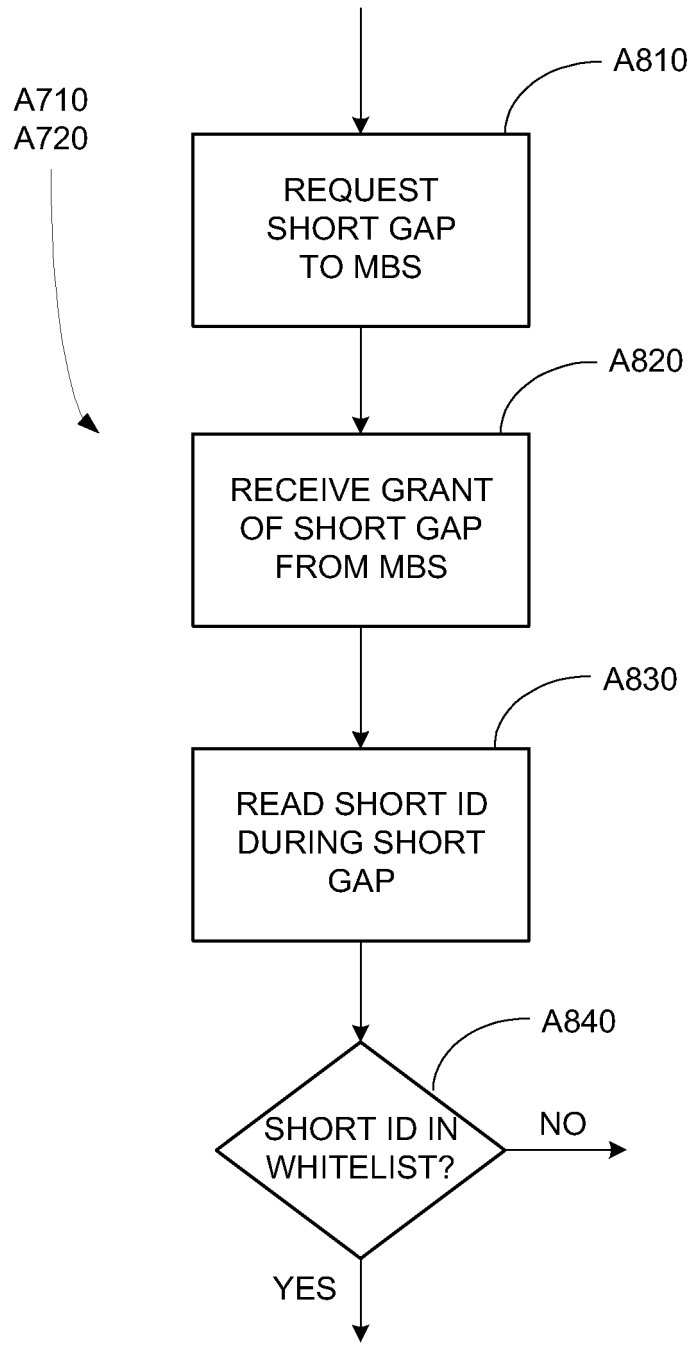 A810
A710
A720
REQUEST
SHORT GAP
TO MBS
A820
RECEIVE GRANT
OF SHORT GAP
FROM MBS
A830
READ SHORT ID
DURING SHORT
GAP
A840
SHORT ID IN
WHITELIST?
NO
YES